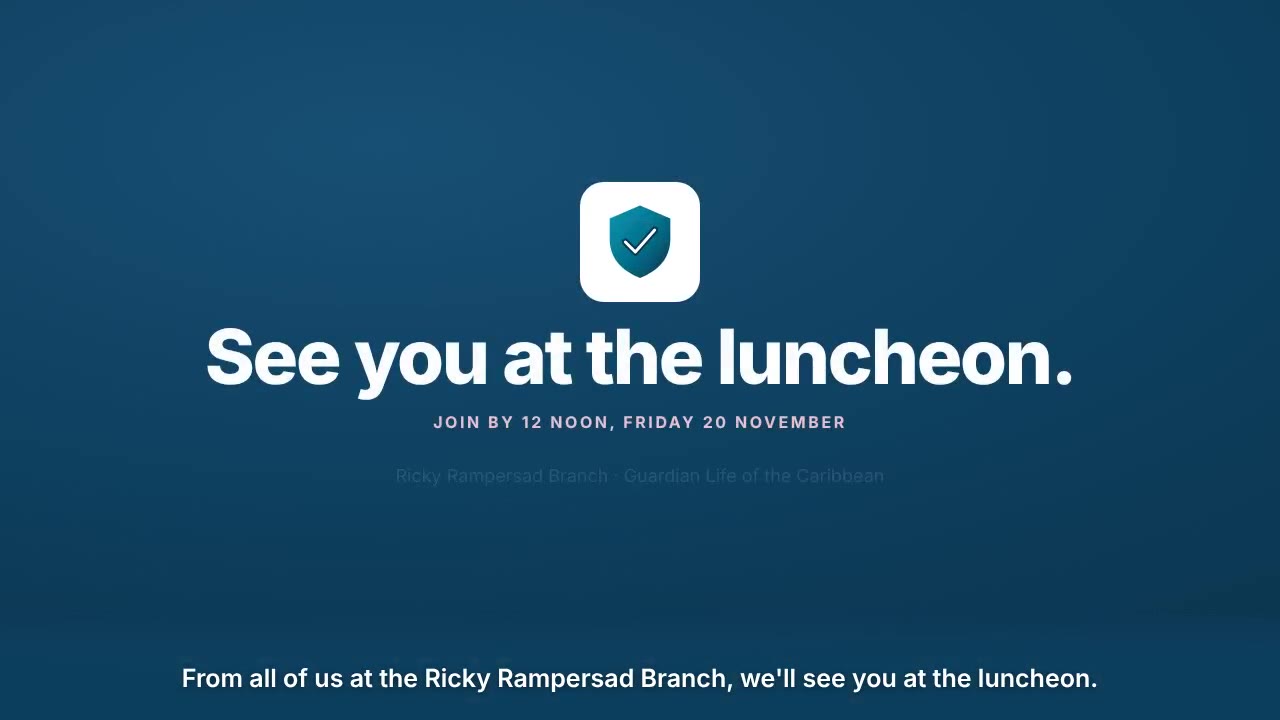 See you at the luncheon.
JOIN BY 12 NOON, FRIDAY 20 NOVEMBER
Ricky Rampersad Branch · Guardian Life of the Caribbean
From all of us at the Ricky Rampersad Branch, we'll see you at the luncheon.